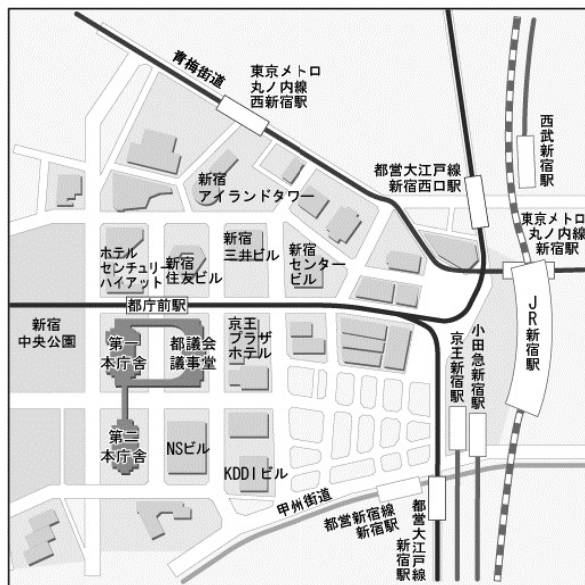 青梅街道
東京メトロ
丸ノ内線
西新宿駅
西武新宿駅
都営大江戸線
新宿西口駅
新宿
アイランドタワー
東京メトロ
丸ノ内線
新宿駅
ホテル
センチュリー
ハイアット
新宿
住友ビル
新宿
三井ビル
新宿
センター
ビル
都庁前駅
JR新宿駅
新宿
中央公園
第一
本庁舎
都議会
議事堂
京王
プラザ
ホテル
京王新宿駅
小田急新宿駅
第二
本庁舎
NSビル
KDDIビル
甲州街道
都営新宿線
新宿駅
都営大江戸線
新宿駅